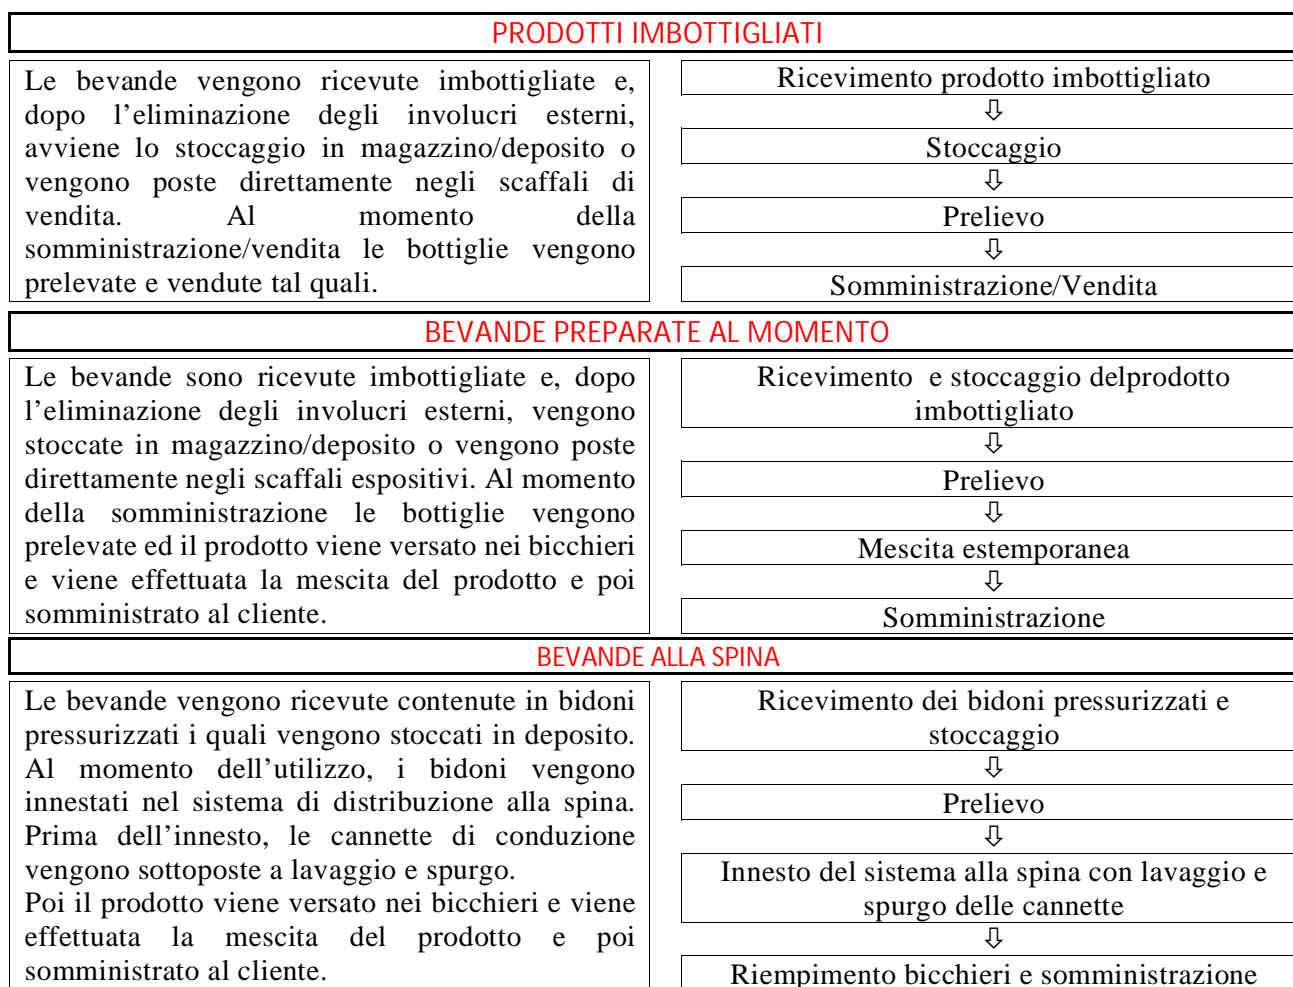 PRODOTTI IMBOTTIGLIATI
Le bevande vengono ricevute imbottigliate e,
dopo l’eliminazione degli involucri esterni,
avviene lo stoccaggio in magazzino/deposito o
vengono poste direttamente negli scaffali di
vendita. Al momento della
somministrazione/vendita le bottiglie vengono
prelevate e vendute tal quali.
Ricevimento prodotto imbottigliato
⇩
Stoccaggio
⇩
Prelievo
⇩
Somministrazione/Vendita
BEVANDE PREPARATE AL MOMENTO
Le bevande sono ricevute imbottigliate e, dopo
l’eliminazione degli involucri esterni, vengono
stoccate in magazzino/deposito o vengono poste
direttamente negli scaffali espositivi. Al momento
della somministrazione le bottiglie vengono
prelevate ed il prodotto viene versato nei bicchieri
e viene effettuata la mescita del prodotto e poi
somministrato al cliente.
Ricevimento e stoccaggio delprodotto
imbottigliato
⇩
Prelievo
⇩
Mescita estemporanea
⇩
Somministrazione
BEVANDE ALLA SPINA
Le bevande vengono ricevute contenute in bidoni
pressurizzati i quali vengono stoccati in deposito.
Al momento dell’utilizzo, i bidoni vengono
innestati nel sistema di distribuzione alla spina.
Prima dell’innesto, le cannette di conduzione
vengono sottoposte a lavaggio e spurgo.
Poi il prodotto viene versato nei bicchieri e viene
effettuata la mescita del prodotto e poi
somministrato al cliente.
Ricevimento dei bidoni pressurizzati e
stoccaggio
⇩
Prelievo
⇩
Innesto del sistema alla spina con lavaggio e
spurgo delle cannette
⇩
Riempimento bicchieri e somministrazione